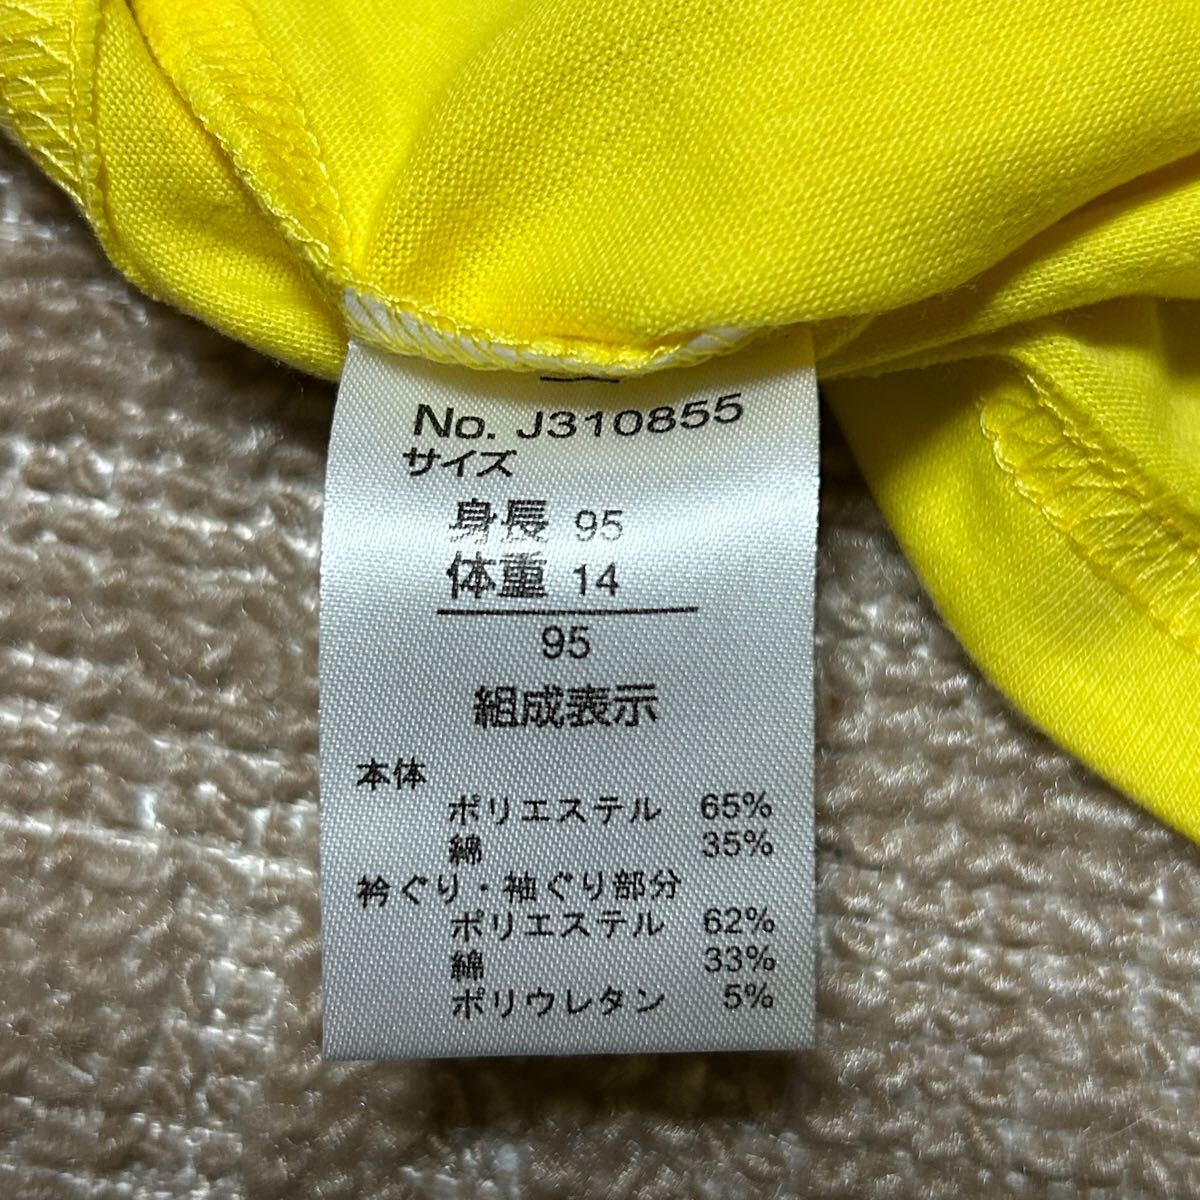 No. J310855
サイズ
身長 95
体重 14
95
組成表示
本体
ポリエステル 65%
綿 35%
衿ぐり・袖ぐり部分
ポリエステル 62%
綿 33%
ポリウレタン 5%